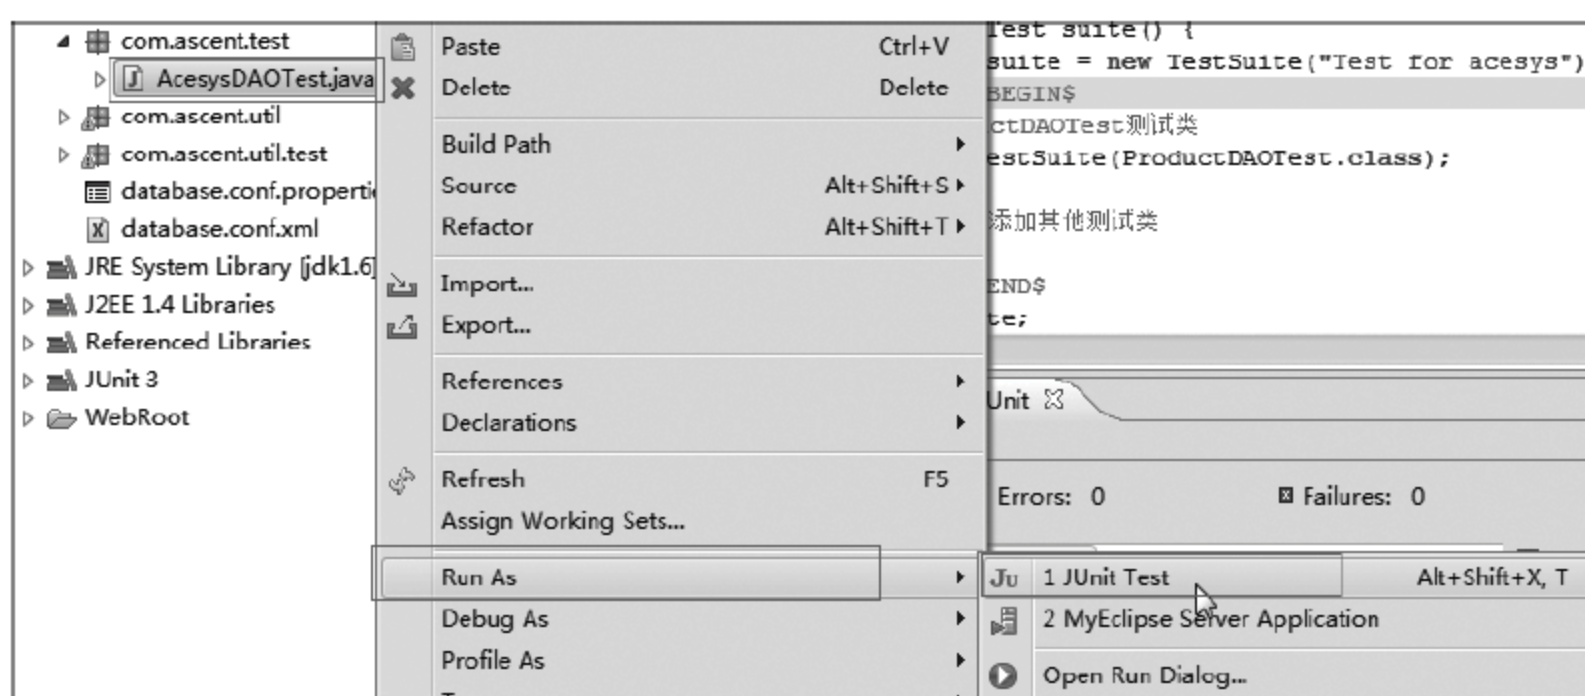 com.ascent.test
AcesysDAOTest.java
com.ascent.util
com.ascent.util.test
database.conf.properti
database.conf.xml
JRE System Library [jdk1.6]
J2EE 1.4 Libraries
Referenced Libraries
JUnit 3
WebRoot
Paste Ctrl+V
Delete Delete
Build Path
Source Alt+Shift+S
Refactor Alt+Shift+T
Import...
Export...
References
Declarations
Refresh F5
Assign Working Sets...
Run As
Debug As
Profile As
Test suite() {
suite = new TestSuite("Test for acesys")
BEGIN$
ctDAOTest测试类
estSuite(ProductDAOTest.class);
添加其他测试类
END$
te;
Unit
Errors: 0 Failures: 0
Ju 1 JUnit Test Alt+Shift+X, T
2 MyEclipse Server Application
Open Run Dialog...